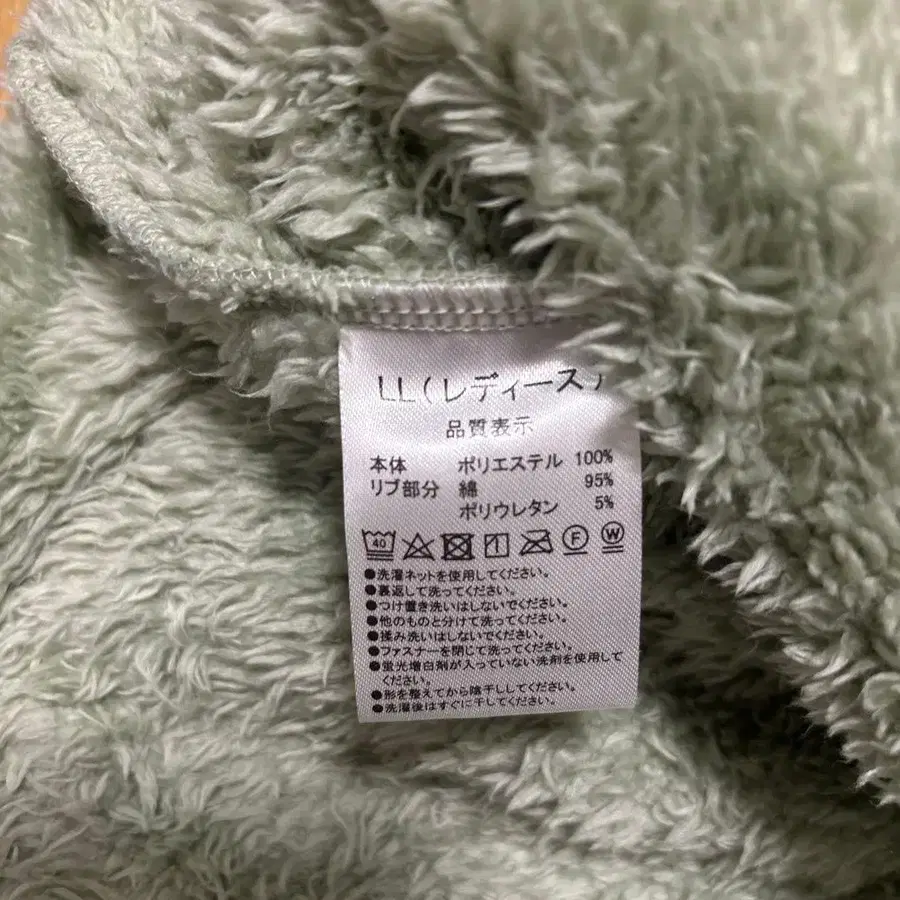 LL(レディース)
品質表示
本体 ポリエステル 100%
リブ部分 綿 95%
ポリウレタン 5%
40 F W
●洗濯ネットを使用してください。
●裏返して洗ってください。
●つけ置き洗いはしないでください。
●他のものと分けて洗ってください。
●揉み洗いはしないでください。
●ファスナーを閉じて洗ってください。
●蛍光増白剤が入っていない洗剤を使用して
ください。
●形を整えてから陰干ししてください。
●洗濯後はすぐに干してください。